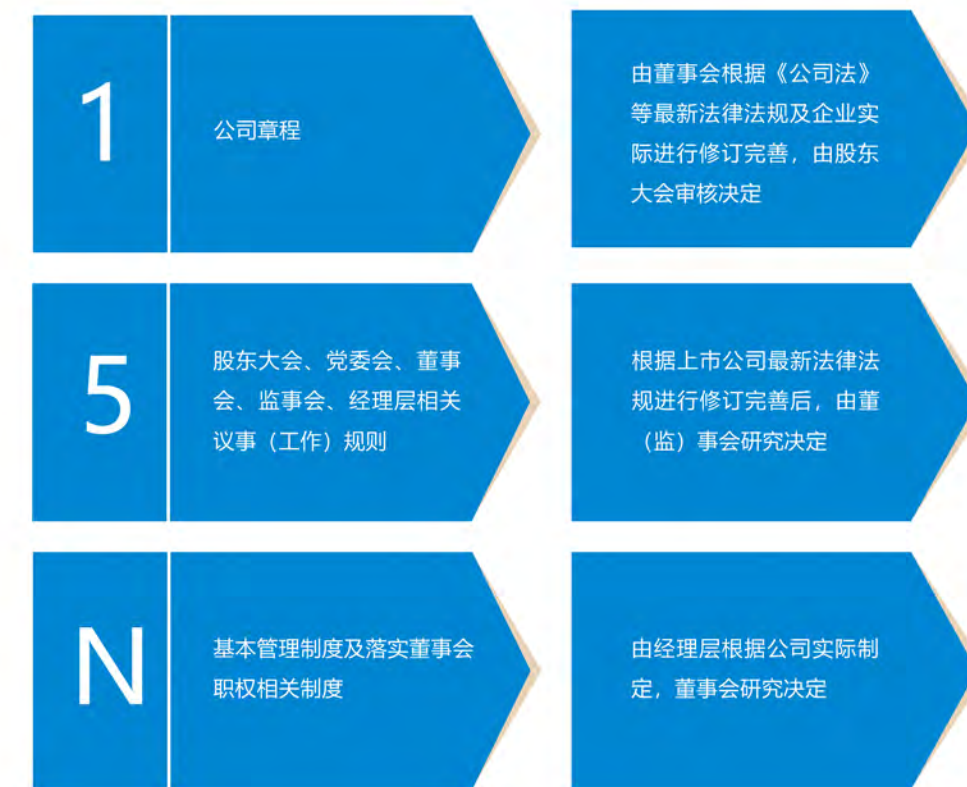 1
公司章程
由董事会根据《公司法》
等最新法律法规及企业实
际进行修订完善，由股东
大会审核决定
5
股东大会、党委会、董事
会、监事会、经理层相关
议事（工作）规则
根据上市公司最新法律法
规进行修订完善后，由董
（监）事会研究决定
N
基本管理制度及落实董事会
职权相关制度
由经理层根据公司实际制
定，董事会研究决定